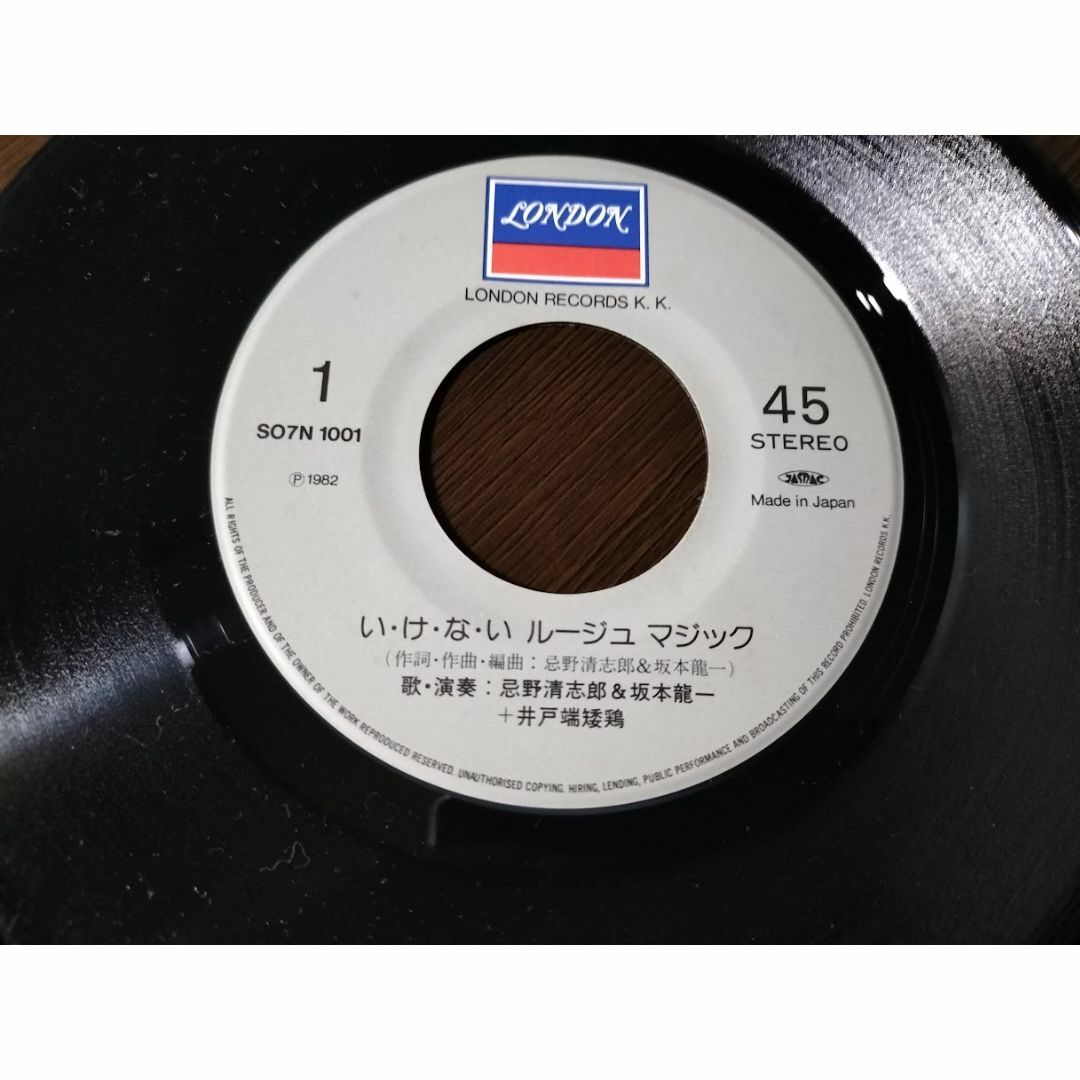 LONDON
LONDON RECORDS K. K.
1
SO7N 1001
℗ 1982
45
STEREO
JASRAC
Made in Japan
い・け・な・い ルージュ マジック
(作詞・作曲・編曲：忌野清志郎&坂本龍一)
歌・演奏：忌野清志郎&坂本龍一
＋井戸端矮鶏
ALL RIGHTS OF THE PRODUCER AND OF THE OWNER OF THE WORK REPRODUCED RESERVED. UNAUTHORISED COPYING, HIRING, LENDING, PUBLIC PERFORMANCE AND BROADCASTING OF THIS RECORD PROHIBITED. LONDON RECORDS K.K.